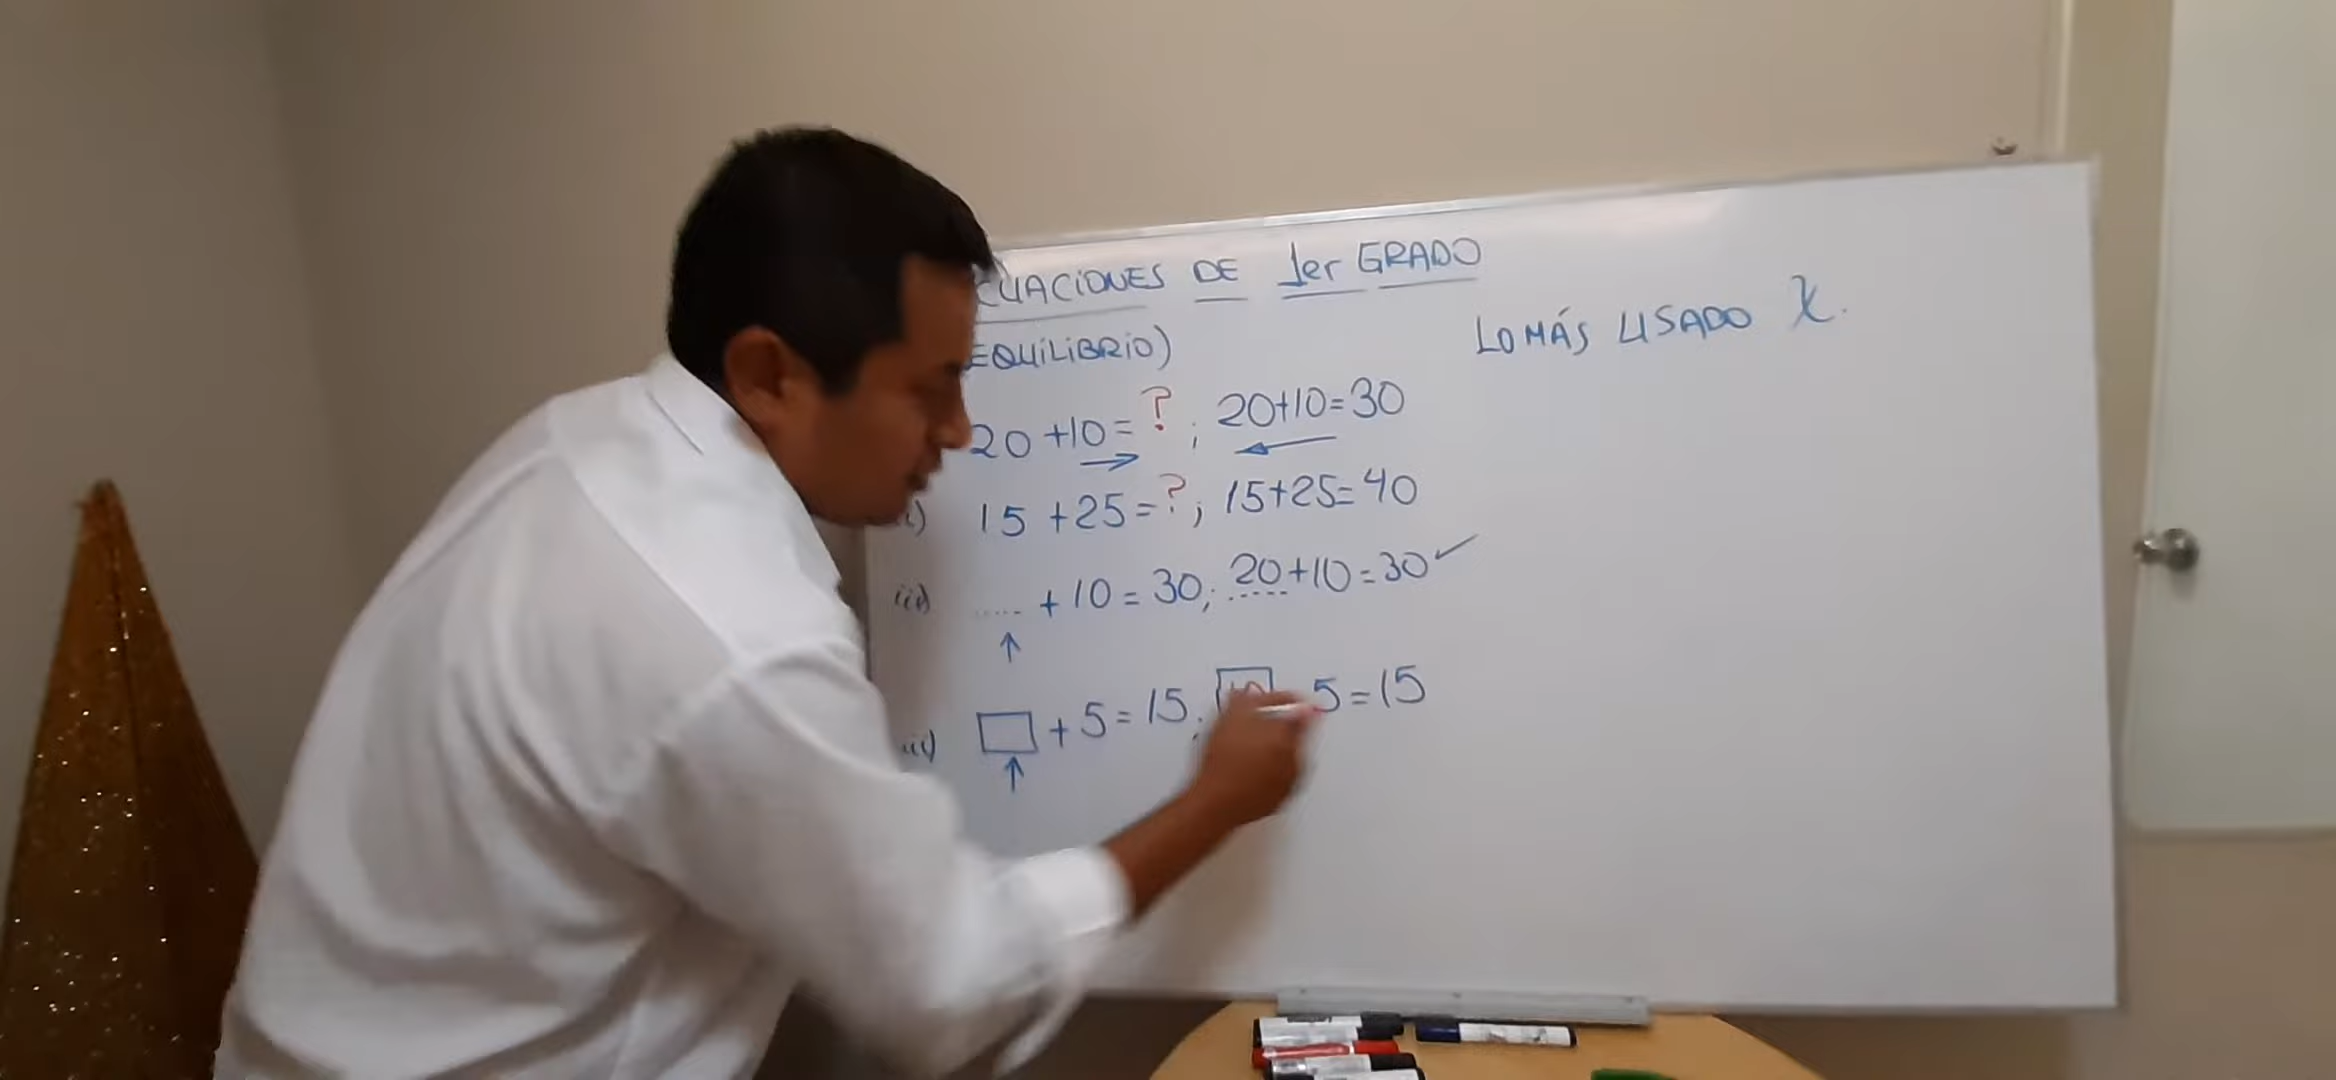 CUACIONES DE 1er GRADO
EQUILIBRIO)
LO MÁS USADO X.
20 + 10 = ? ; 20+10=30
15 + 25 = ? ; 15+25=40
iii) ..... + 10 = 30; 20+10=30 ✓
↑
□ + 5 = 15; 5=15
↑